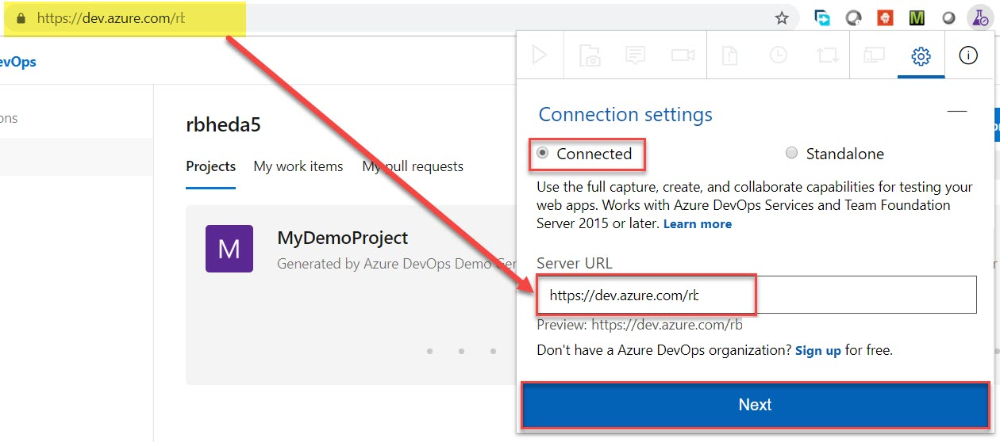 https://dev.azure.com/rb
evOps
ons
rbheda5
Projects My work items My pull requests
M
MyDemoProject
Generated by Azure DevOps Demo Ge
M
Connection settings
Connected
Standalone
Use the full capture, create, and collaborate capabilities for testing your
web apps. Works with Azure DevOps Services and Team Foundation
Server 2015 or later. Learn more
Server URL
https://dev.azure.com/rb
Preview: https://dev.azure.com/rb
Don't have a Azure DevOps organization? Sign up for free.
Next